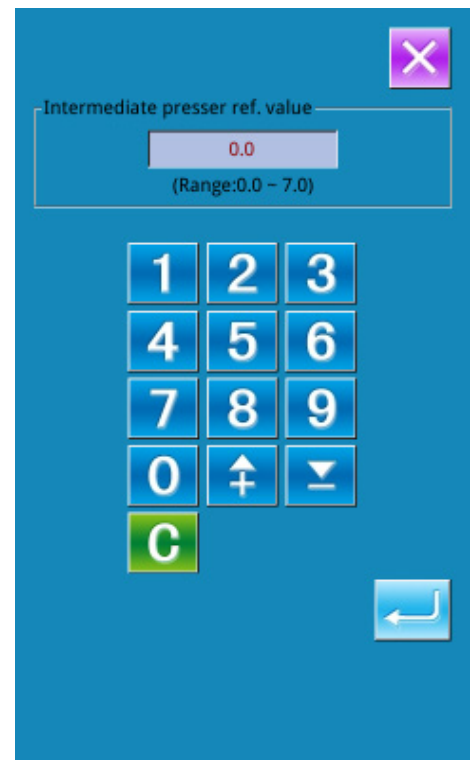 Intermediate presser ref. value
0.0
(Range:0.0 ~ 7.0)
1 2 3
4 5 6
7 8 9
0
C